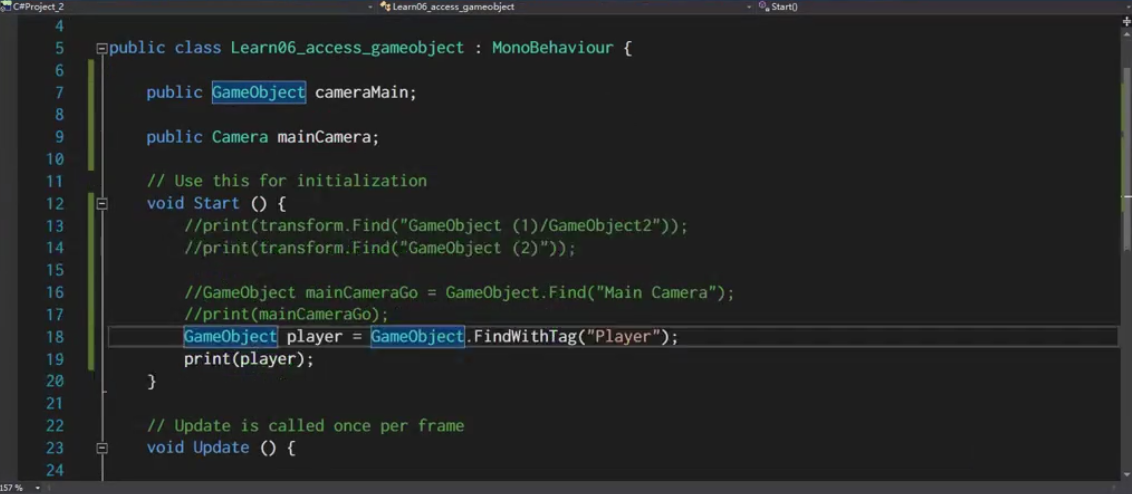 C#Project_2 Learn06_access_gameobject Start()
4
5 public class Learn06_access_gameobject : MonoBehaviour {
6
7 public GameObject cameraMain;
8
9 public Camera mainCamera;
10
11 // Use this for initialization
12 void Start () {
13 //print(transform.Find("GameObject (1)/GameObject2"));
14 //print(transform.Find("GameObject (2)"));
15
16 //GameObject mainCameraGo = GameObject.Find("Main Camera");
17 //print(mainCameraGo);
18 GameObject player = GameObject.FindWithTag("Player");
19 print(player);
20 }
21
22 // Update is called once per frame
23 void Update () {
24
157 %